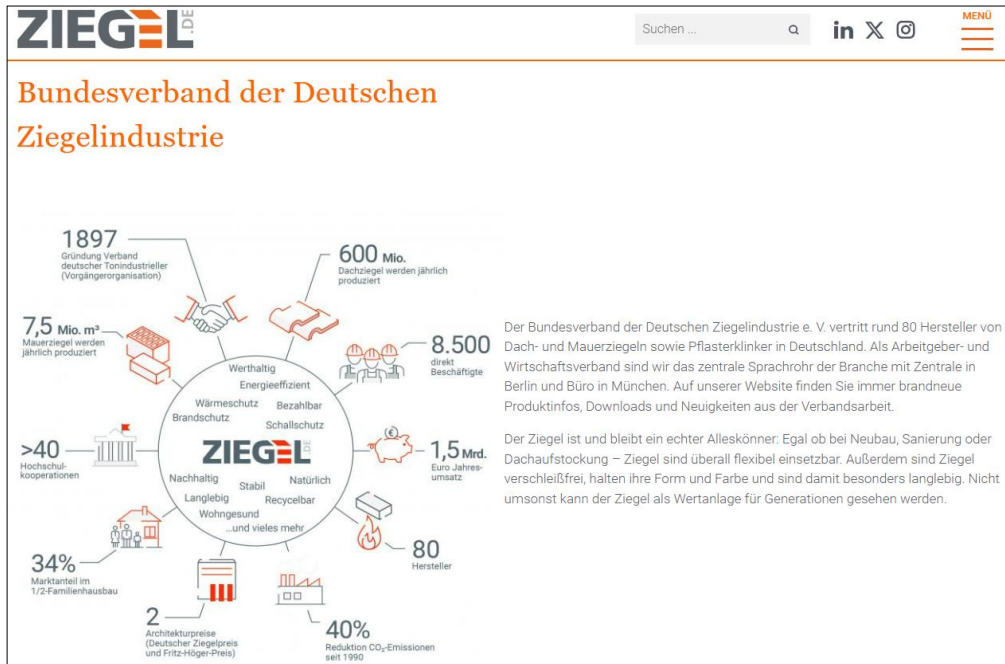 ZIEGEL.DE
Suchen ...
MENÜ
Bundesverband der Deutschen
Ziegelindustrie
1897
Gründung Verband
deutscher Tonindustrieller
(Vorgängerorganisation)
600 Mio.
Dachziegel werden jährlich
produziert
7,5 Mio. m³
Mauerziegel werden
jährlich produziert
8.500
direkt
Beschäftigte
>40
Hochschul-
kooperationen
1,5 Mrd.
Euro Jahres-
umsatz
34%
Marktanteil im
1/2-Familienhausbau
80
Hersteller
2
Architekturpreise
(Deutscher Ziegelpreis
und Fritz-Höger-Preis)
40%
Reduktion CO₂-Emissionen
seit 1990
Werthaltig
Energieeffizient
Wärmeschutz
Bezahlbar
Brandschutz
Schallschutz
ZIEGEL.DE
Nachhaltig
Stabil
Natürlich
Langlebig
Recycelbar
Wohngesund
...und vieles mehr
Der Bundesverband der Deutschen Ziegelindustrie e. V. vertritt rund 80 Hersteller von
Dach- und Mauerziegeln sowie Pflasterklinker in Deutschland. Als Arbeitgeber- und
Wirtschaftsverband sind wir das zentrale Sprachrohr der Branche mit Zentrale in
Berlin und Büro in München. Auf unserer Website finden Sie immer brandneue
Produktinfos, Downloads und Neuigkeiten aus der Verbandsarbeit.
Der Ziegel ist und bleibt ein echter Alleskönner: Egal ob bei Neubau, Sanierung oder
Dachaufstockung – Ziegel sind überall flexibel einsetzbar. Außerdem sind Ziegel
verschleißfrei, halten ihre Form und Farbe und sind damit besonders langlebig. Nicht
umsonst kann der Ziegel als Wertanlage für Generationen gesehen werden.